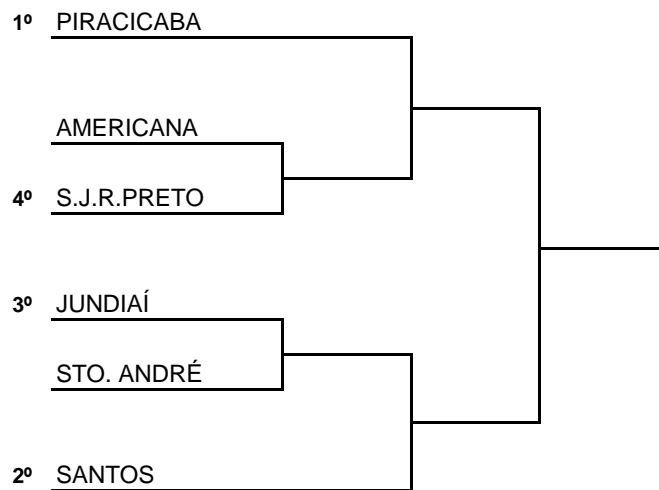 1º PIRACICABA
AMERICANA
4º S.J.R.PRETO
3º JUNDIAÍ
STO. ANDRÉ
2º SANTOS